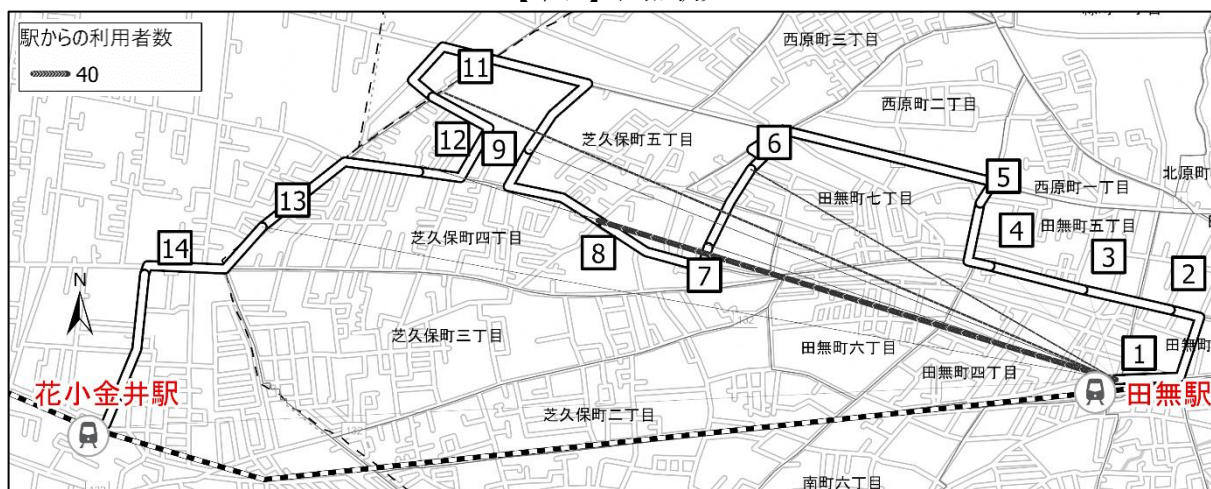 駅からの利用者数
40
西原町三丁目
11
西原町二丁目
12
9
芝久保町五丁目
6
5
西原町一丁目
北原町
13
田無町七丁目
4
田無町五丁目
14
芝久保町四丁目
8
7
3
2
N
132
芝久保町三丁目
田無町六丁目
田無町四丁目
1
田無町
花小金井駅
田無駅
芝久保町二丁目
132
南町六丁目